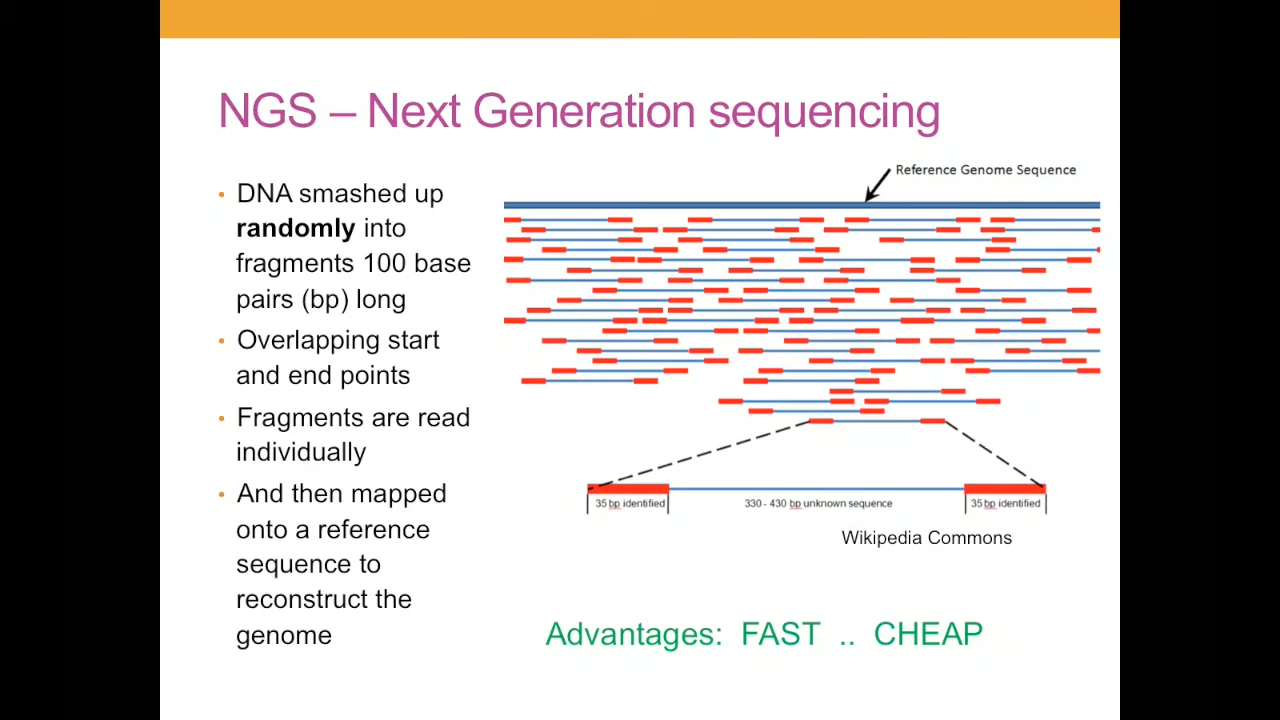 NGS – Next Generation sequencing
• DNA smashed up
randomly into
fragments 100 base
pairs (bp) long
• Overlapping start
and end points
• Fragments are read
individually
• And then mapped
onto a reference
sequence to
reconstruct the
genome
Reference Genome Sequence
35 bp identified
330 - 430 bp unknown sequence
35 bp identified
Wikipedia Commons
Advantages: FAST .. CHEAP